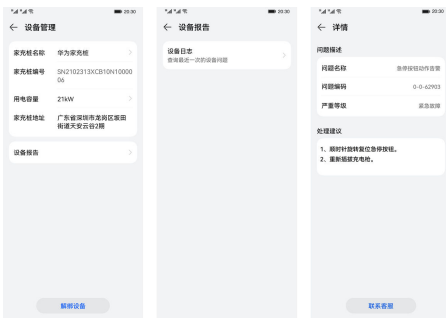 20:30
← 设备管理
家充桩名称 华为家充桩
家充桩编号 SN2102313XCB10N10000
06
用电容量 21kW
家充桩地址 广东省深圳市龙岗区坂田
街道天安云谷2期
设备报告
解绑设备
20:30
← 设备报告
设备日志
查询最近一次的设备问题
20:30
← 详情
问题描述
问题名称 急停按钮动作告警
问题编码 0-0-62903
严重等级 紧急故障
处理建议
1、顺时针旋转复位急停按钮。
2、重新插拔充电枪。
联系客服